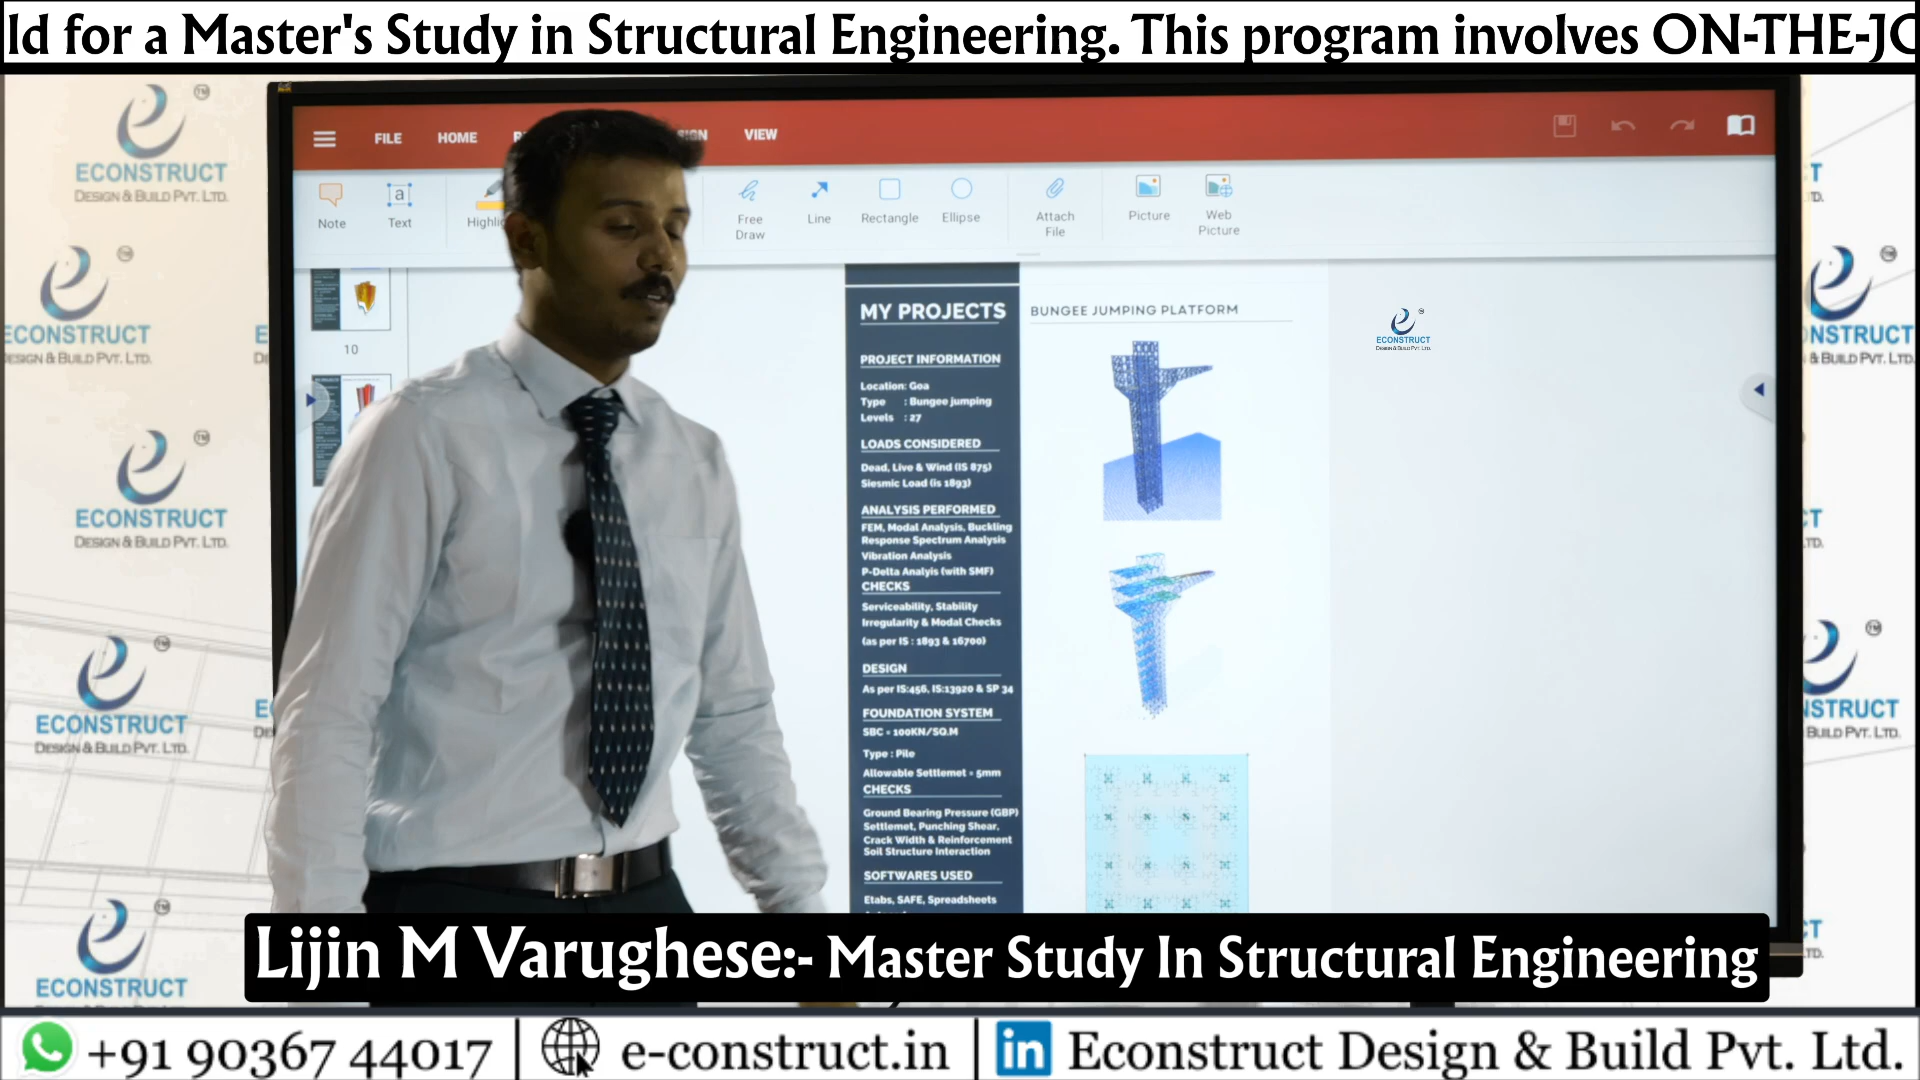 ld for a Master's Study in Structural Engineering. This program involves ON-THE-JO
ECONSTRUCT
DESIGN & BUILD PVT. LTD.
ECONSTRUCT
DESIGN & BUILD PVT. LTD.
ECONSTRUCT
DESIGN & BUILD PVT. LTD.
ECONSTRUCT
DESIGN & BUILD PVT. LTD.
ECONSTRUCT
FILE HOME VIEW
Note Text Free Draw Line Rectangle Ellipse Attach File Picture Web Picture
10
MY PROJECTS
PROJECT INFORMATION
Location: Goa
Type : Bungee jumping
Levels : 27
LOADS CONSIDERED
Dead, Live & Wind (IS 875)
Siesmic Load (is 1893)
ANALYSIS PERFORMED
FEM, Modal Analysis, Buckling
Response Spectrum Analysis
Vibration Analysis
P-Delta Analyis (with SMF)
CHECKS
Serviceability, Stability
Irregularity & Modal Checks
(as per IS : 1893 & 16700)
DESIGN
As per IS:456, IS:13920 & SP 34
FOUNDATION SYSTEM
SBC = 100KN/SQ.M
Type : Pile
Allowable Settlemet = 5mm
CHECKS
Ground Bearing Pressure (GBP)
Settlemet, Punching Shear,
Crack Width & Reinforcement
Soil Structure Interaction
SOFTWARES USED
Etabs, SAFE, Spreadsheets
BUNGEE JUMPING PLATFORM
ECONSTRUCT
DESIGN & BUILD PVT. LTD.
Lijin M Varughese:- Master Study In Structural Engineering
+91 90367 44017 | e-construct.in | in Econstruct Design & Build Pvt. Ltd.